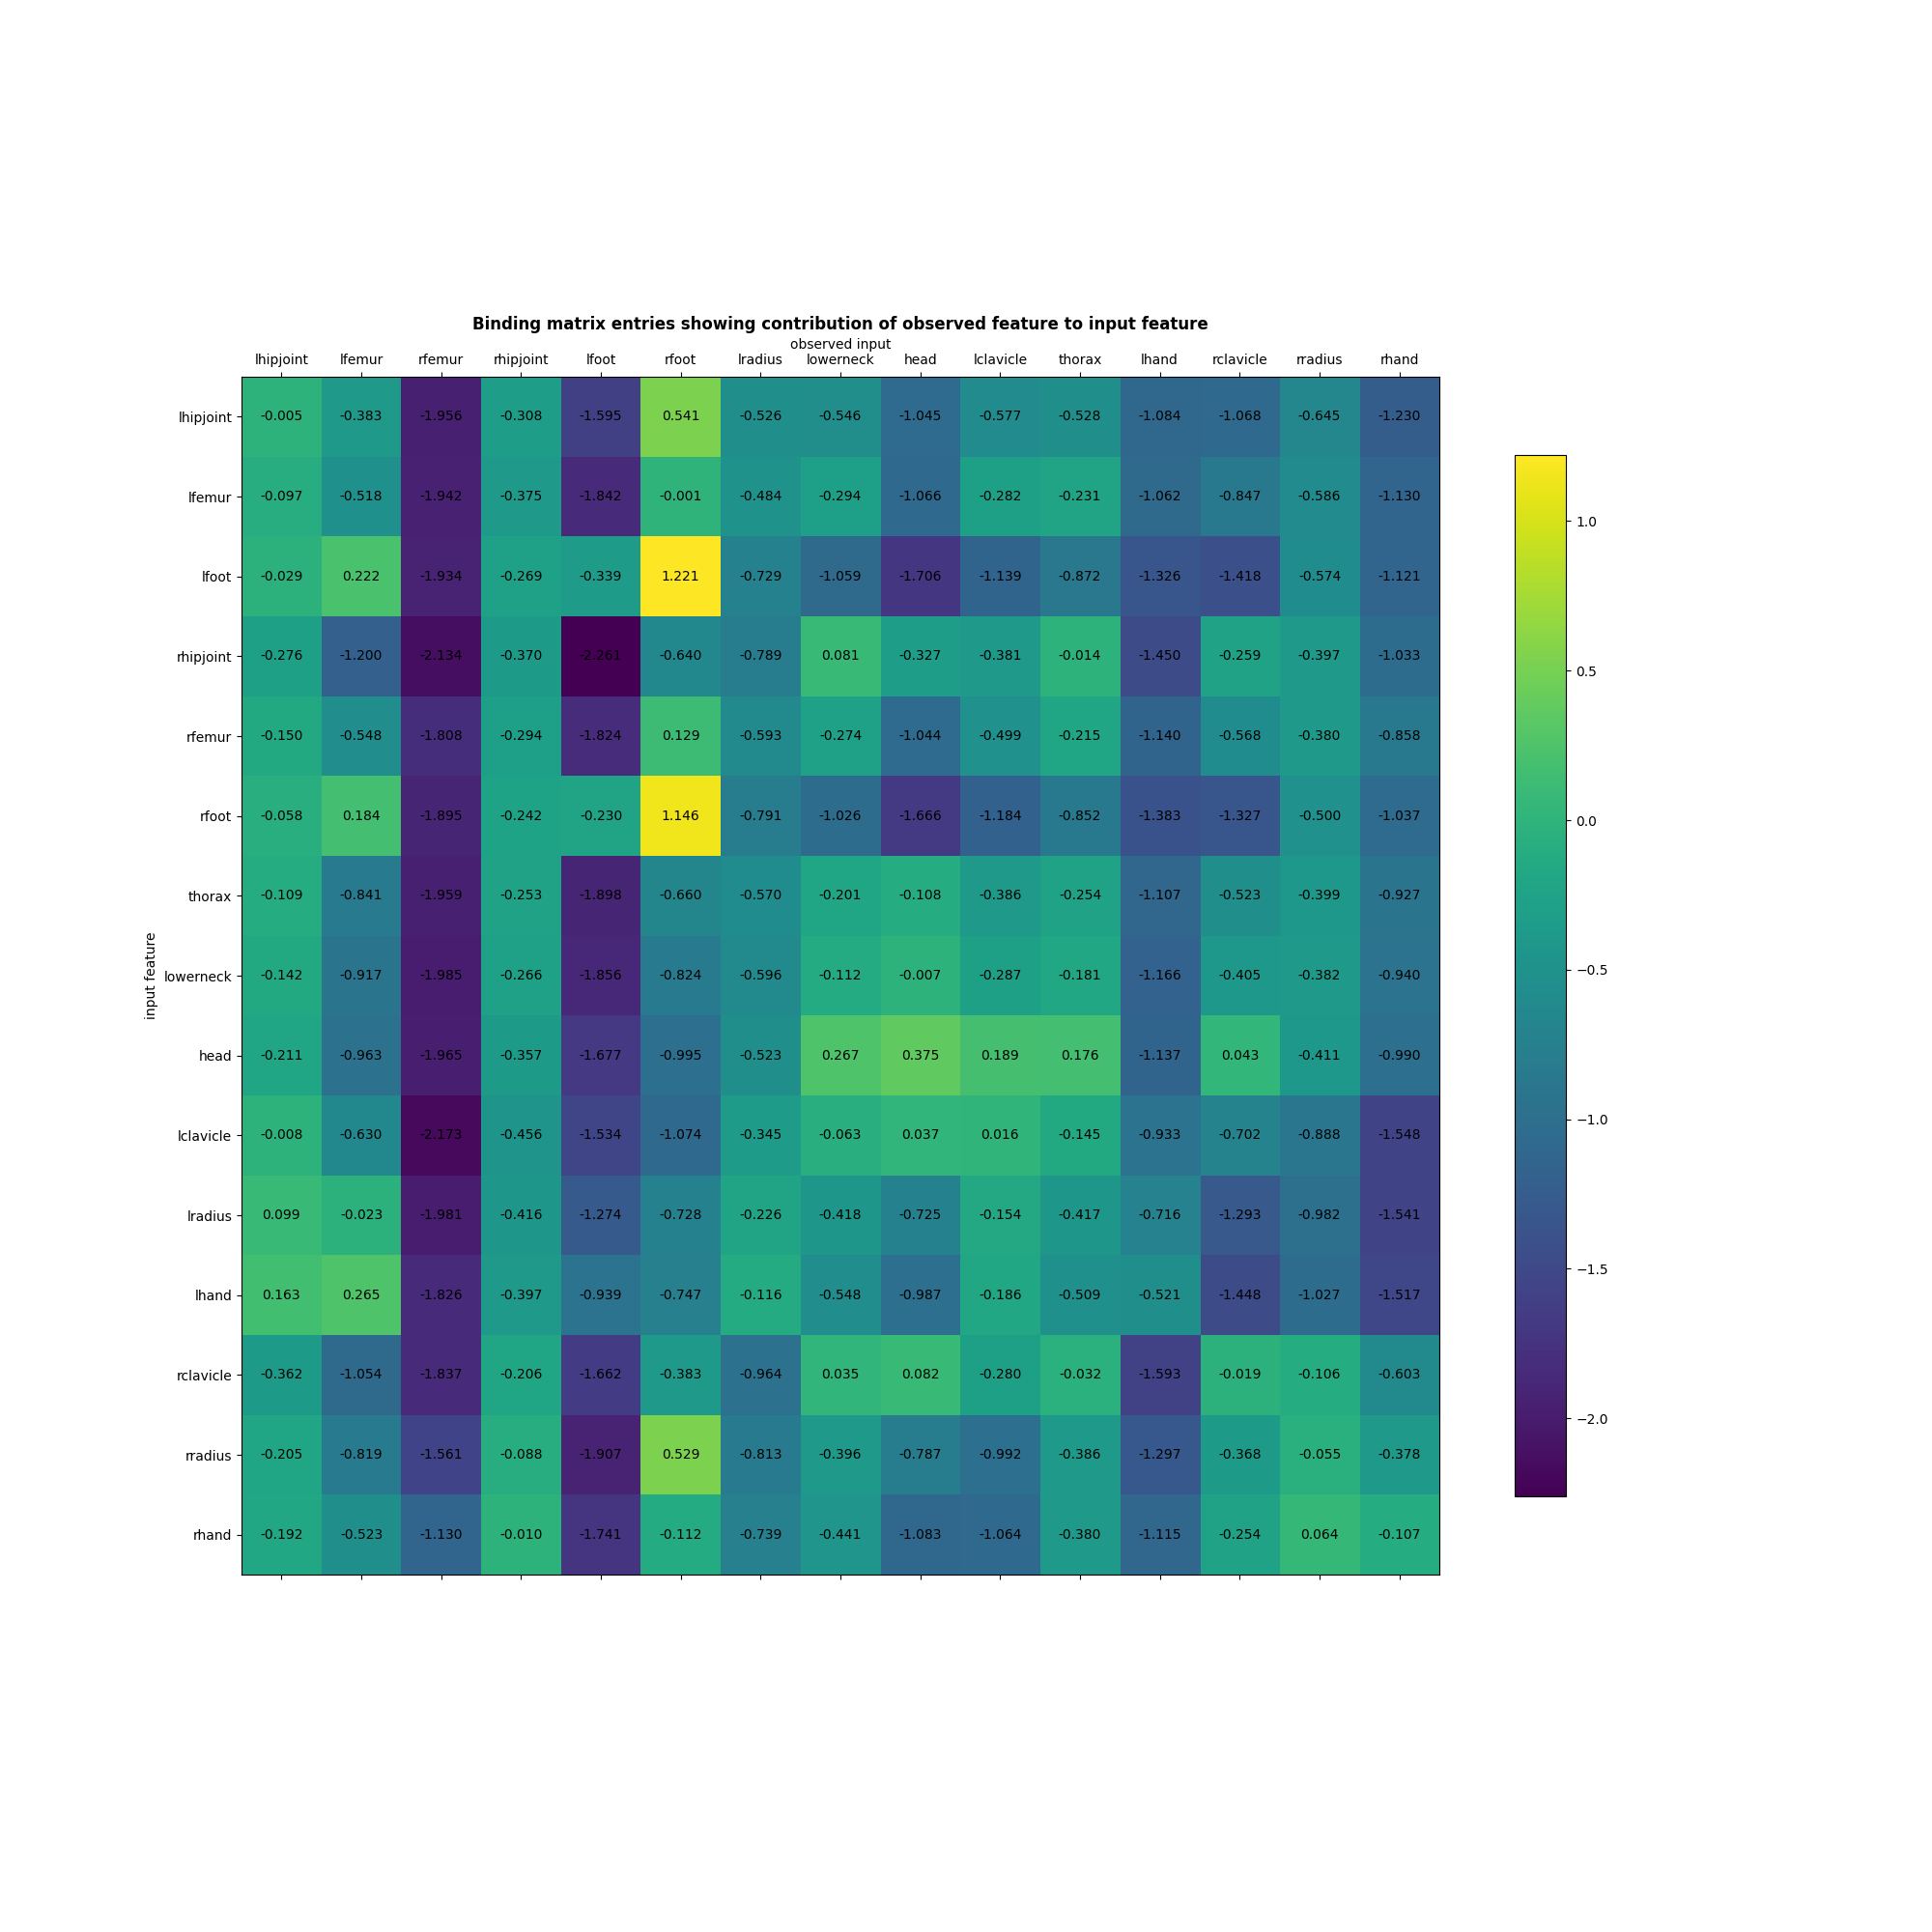 Binding matrix entries showing contribution of observed feature to input feature
observed input
lhipjoint lfemur rfemur rhipjoint lfoot rfoot lradius lowerneck head lclavicle thorax lhand rclavicle rradius rhand
lhipjoint -0.005 -0.383 -1.956 -0.308 -1.595 0.541 -0.526 -0.546 -1.045 -0.577 -0.528 -1.084 -1.068 -0.645 -1.230
lfemur -0.097 -0.518 -1.942 -0.375 -1.842 -0.001 -0.484 -0.294 -1.066 -0.282 -0.231 -1.062 -0.847 -0.586 -1.130
lfoot -0.029 0.222 -1.934 -0.269 -0.339 1.221 -0.729 -1.059 -1.706 -1.139 -0.872 -1.326 -1.418 -0.574 -1.121
rhipjoint -0.276 -1.200 -2.134 -0.370 -2.261 -0.640 -0.789 0.081 -0.327 -0.381 -0.014 -1.450 -0.259 -0.397 -1.033
rfemur -0.150 -0.548 -1.808 -0.294 -1.824 0.129 -0.593 -0.274 -1.044 -0.499 -0.215 -1.140 -0.568 -0.380 -0.858
rfoot -0.058 0.184 -1.895 -0.242 -0.230 1.146 -0.791 -1.026 -1.666 -1.184 -0.852 -1.383 -1.327 -0.500 -1.037
thorax -0.109 -0.841 -1.959 -0.253 -1.898 -0.660 -0.570 -0.201 -0.108 -0.386 -0.254 -1.107 -0.523 -0.399 -0.927
lowerneck -0.142 -0.917 -1.985 -0.266 -1.856 -0.824 -0.596 -0.112 -0.007 -0.287 -0.181 -1.166 -0.405 -0.382 -0.940
head -0.211 -0.963 -1.965 -0.357 -1.677 -0.995 -0.523 0.267 0.375 0.189 0.176 -1.137 0.043 -0.411 -0.990
lclavicle -0.008 -0.630 -2.173 -0.456 -1.534 -1.074 -0.345 -0.063 0.037 0.016 -0.145 -0.933 -0.702 -0.888 -1.548
lradius 0.099 -0.023 -1.981 -0.416 -1.274 -0.728 -0.226 -0.418 -0.725 -0.154 -0.417 -0.716 -1.293 -0.982 -1.541
lhand 0.163 0.265 -1.826 -0.397 -0.939 -0.747 -0.116 -0.548 -0.987 -0.186 -0.509 -0.521 -1.448 -1.027 -1.517
rclavicle -0.362 -1.054 -1.837 -0.206 -1.662 -0.383 -0.964 0.035 0.082 -0.280 -0.032 -1.593 -0.019 -0.106 -0.603
rradius -0.205 -0.819 -1.561 -0.088 -1.907 0.529 -0.813 -0.396 -0.787 -0.992 -0.386 -1.297 -0.368 -0.055 -0.378
rhand -0.192 -0.523 -1.130 -0.010 -1.741 -0.112 -0.739 -0.441 -1.083 -1.064 -0.380 -1.115 -0.254 0.064 -0.107
input feature
1.0
0.5
0.0
−0.5
−1.0
−1.5
−2.0